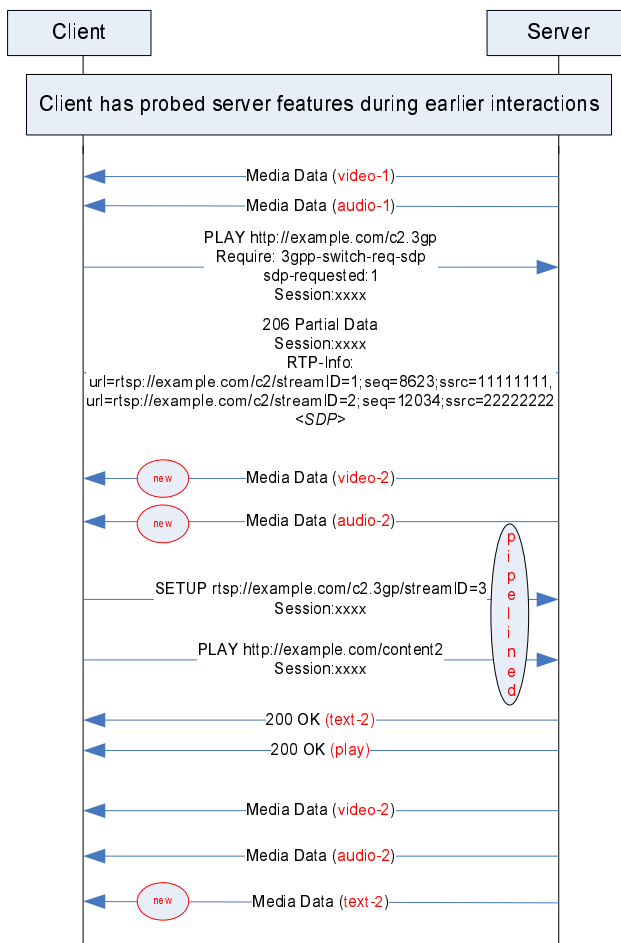 Client
Server
Client has probed server features during earlier interactions
Media Data (video-1)
Media Data (audio-1)
PLAY http://example.com/c2.3gp
Require: 3gpp-switch-req-sdp
sdp-requested:1
Session:xxxx
206 Partial Data
Session:xxxx
RTP-Info:
url=rtsp://example.com/c2/streamID=1;seq=8623;ssrc=11111111,
url=rtsp://example.com/c2/streamID=2;seq=12034;ssrc=22222222
<SDP>
new
Media Data (video-2)
new
Media Data (audio-2)
pipelined
SETUP rtsp://example.com/c2.3gp/streamID=3
Session:xxxx
PLAY http://example.com/content2
Session:xxxx
200 OK (text-2)
200 OK (play)
Media Data (video-2)
Media Data (audio-2)
new
Media Data (text-2)